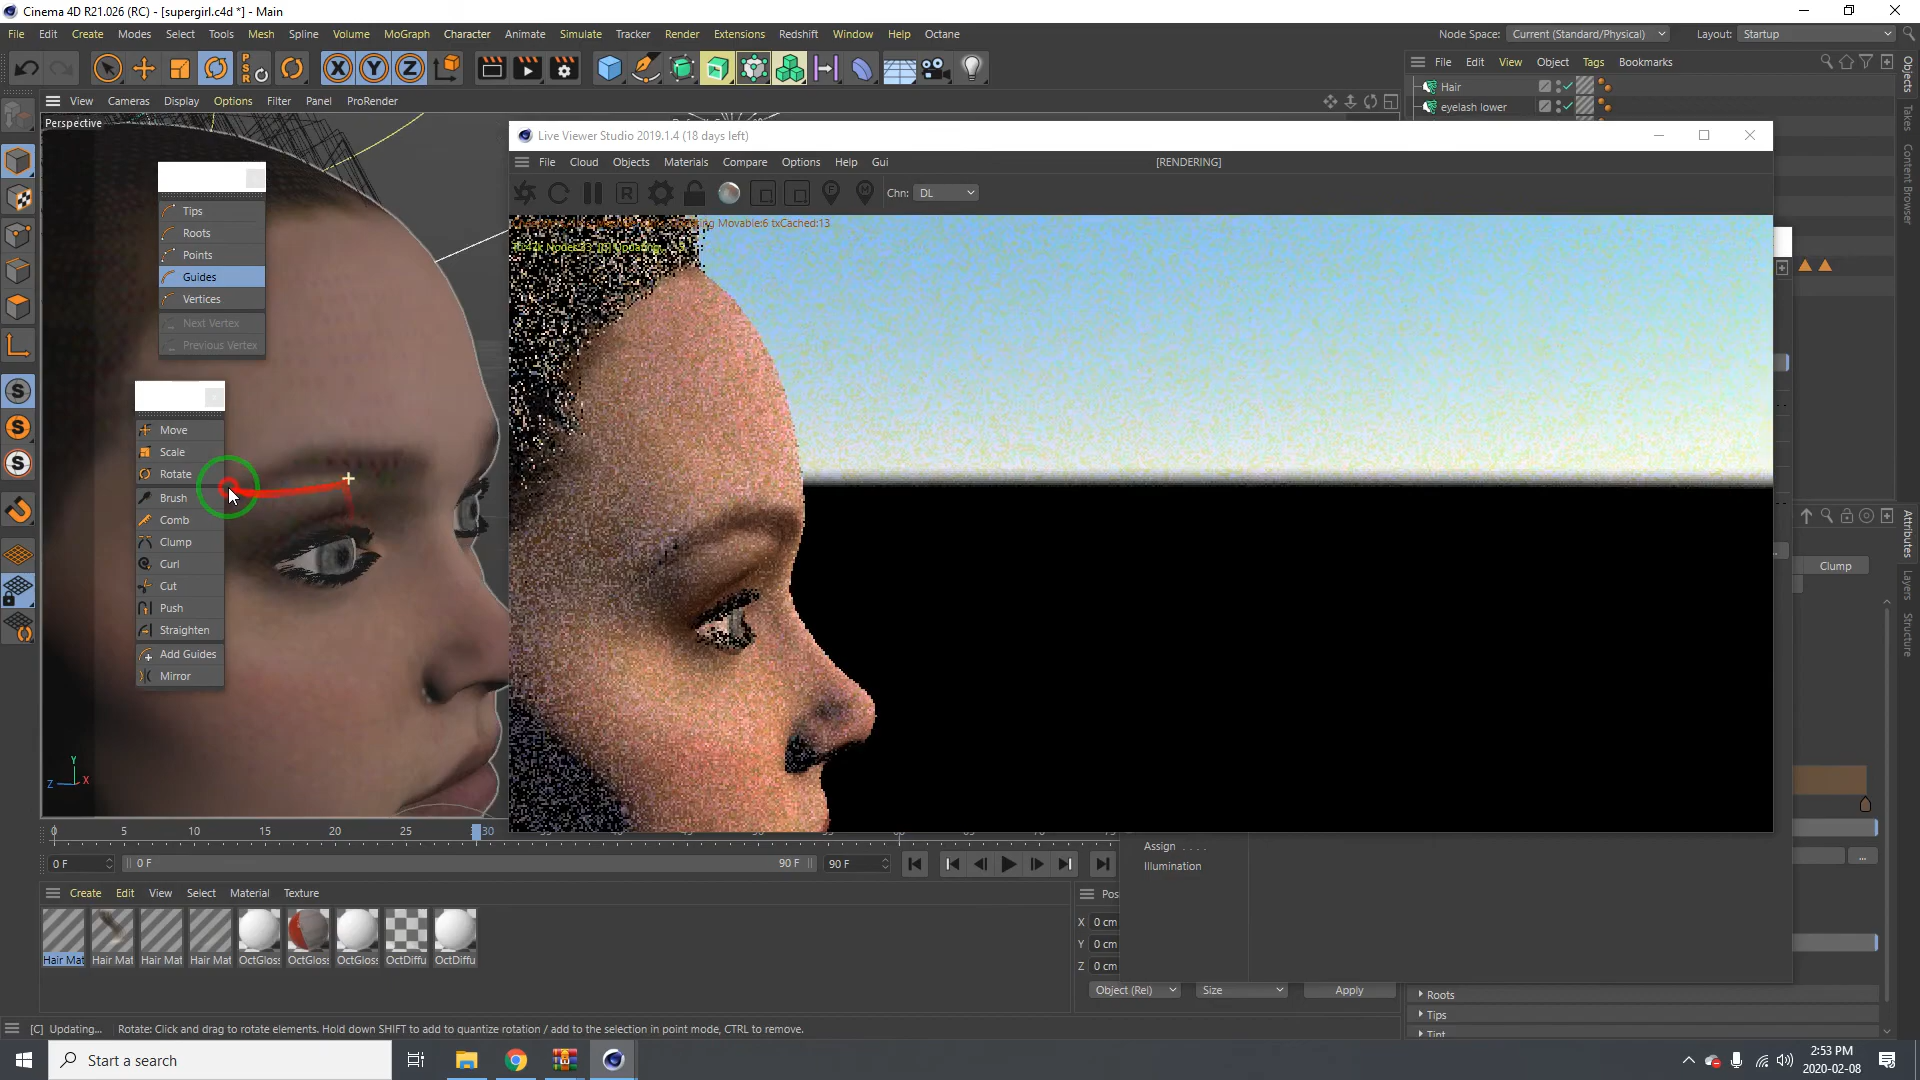 Cinema 4D R21.026 (RC) - [supergirl.c4d *] - Main
File Edit Create Modes Select Tools Mesh Spline Volume MoGraph Character Animate Simulate Tracker Render Extensions Redshift Window Help Octane
Node Space: Current (Standard/Physical) Layout: Startup
X Y Z
PSR
View Cameras Display Options Filter Panel ProRender
File Edit View Object Tags Bookmarks
Hair
eyelash lower
Objects
Takes
Content Browser
Attributes
Layers
Structure
Perspective
Tips
Roots
Points
Guides
Vertices
Next Vertex
Previous Vertex
Move
Scale
Rotate
Brush
Comb
Clump
Curl
Cut
Push
Straighten
Add Guides
Mirror
Live Viewer Studio 2019.1.4 (18 days left)
File Cloud Objects Materials Compare Options Help Gui
[RENDERING]
R
Chn: DL
Movable:6 txCached:13
Clump
Y
Z X
0 5 10 15 20 25 30
0 F 0 F 90 F 90 F
Assign . . . .
Illumination
Create Edit View Select Material Texture
Pos
X 0 cm
Y 0 cm
Z 0 cm
Hair Mat Hair Mat Hair Mat Hair Mat OctGloss OctGloss OctGloss OctDiffu OctDiffu
Object (Rel) Size Apply
Roots
Tips
Tint
[C] Updating... Rotate: Click and drag to rotate elements. Hold down SHIFT to add to quantize rotation / add to the selection in point mode, CTRL to remove.
Start a search
2:53 PM
2020-02-08